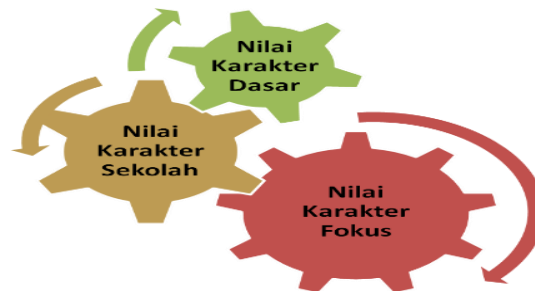 Nilai
Karakter
Dasar
Nilai
Karakter
Sekolah
Nilai
Karakter
Fokus